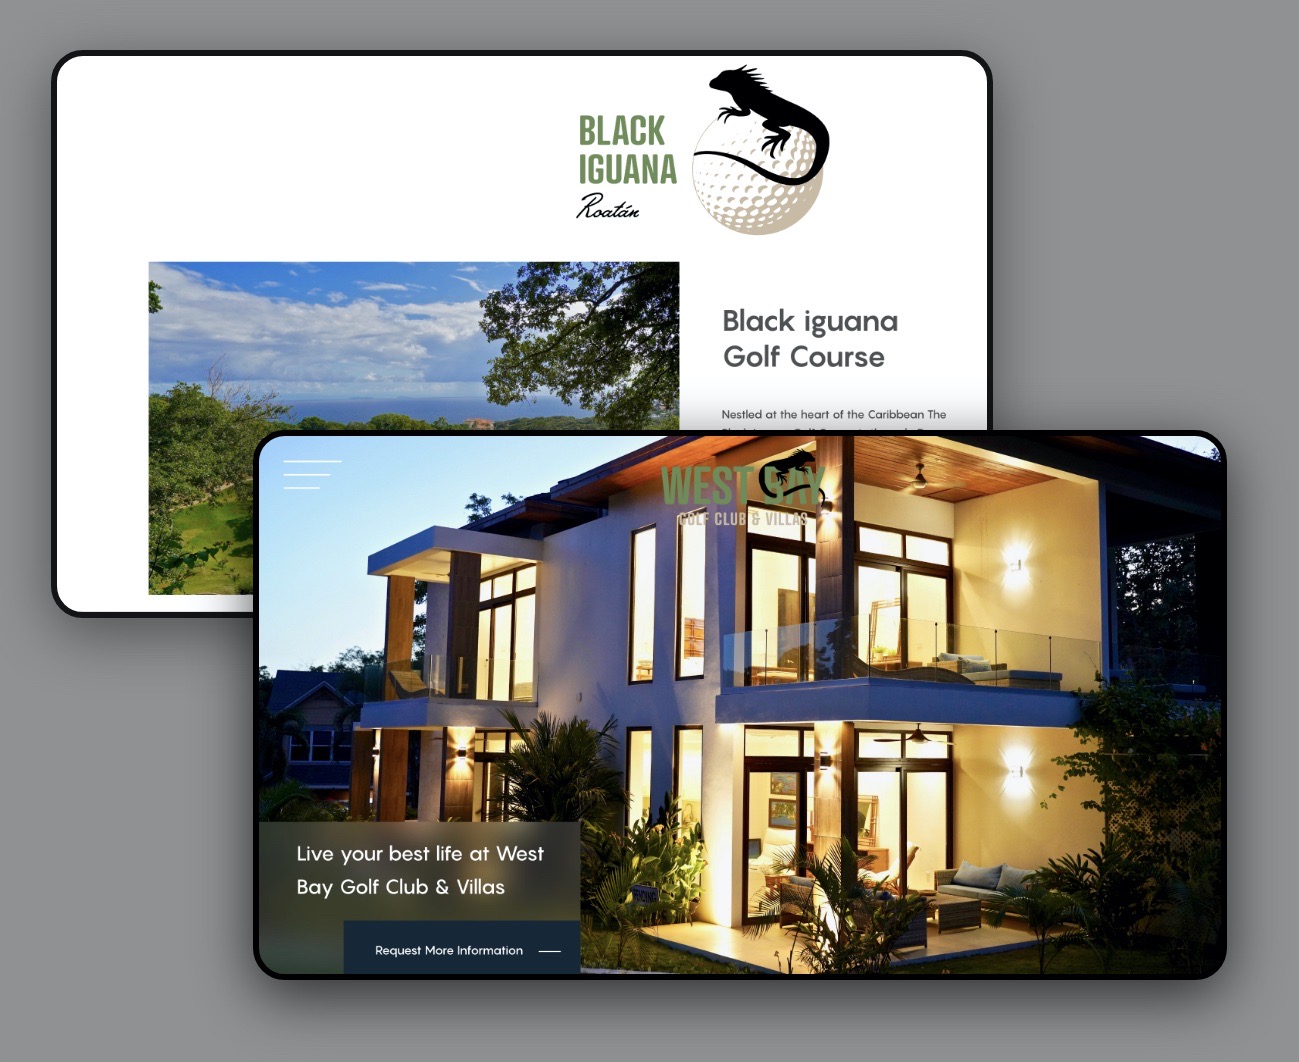 BLACK
IGUANA
Roatán
Black iguana
Golf Course
Nestled at the heart of the Caribbean The
WEST BAY
GOLF CLUB & VILLAS
Live your best life at West
Bay Golf Club & Villas
Request More Information